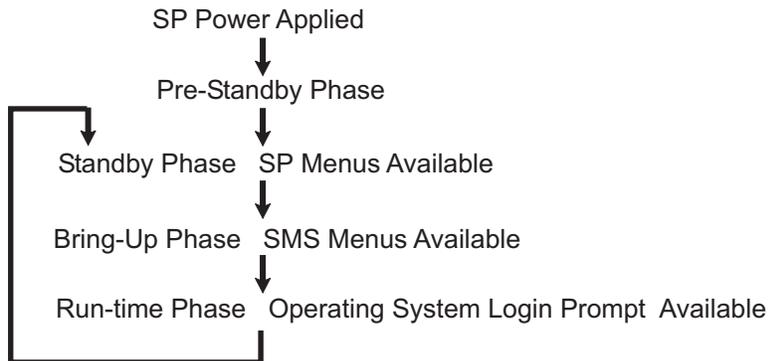 SP Power Applied
Pre-Standby Phase
Standby Phase SP Menus Available
Bring-Up Phase SMS Menus Available
Run-time Phase Operating System Login Prompt Available